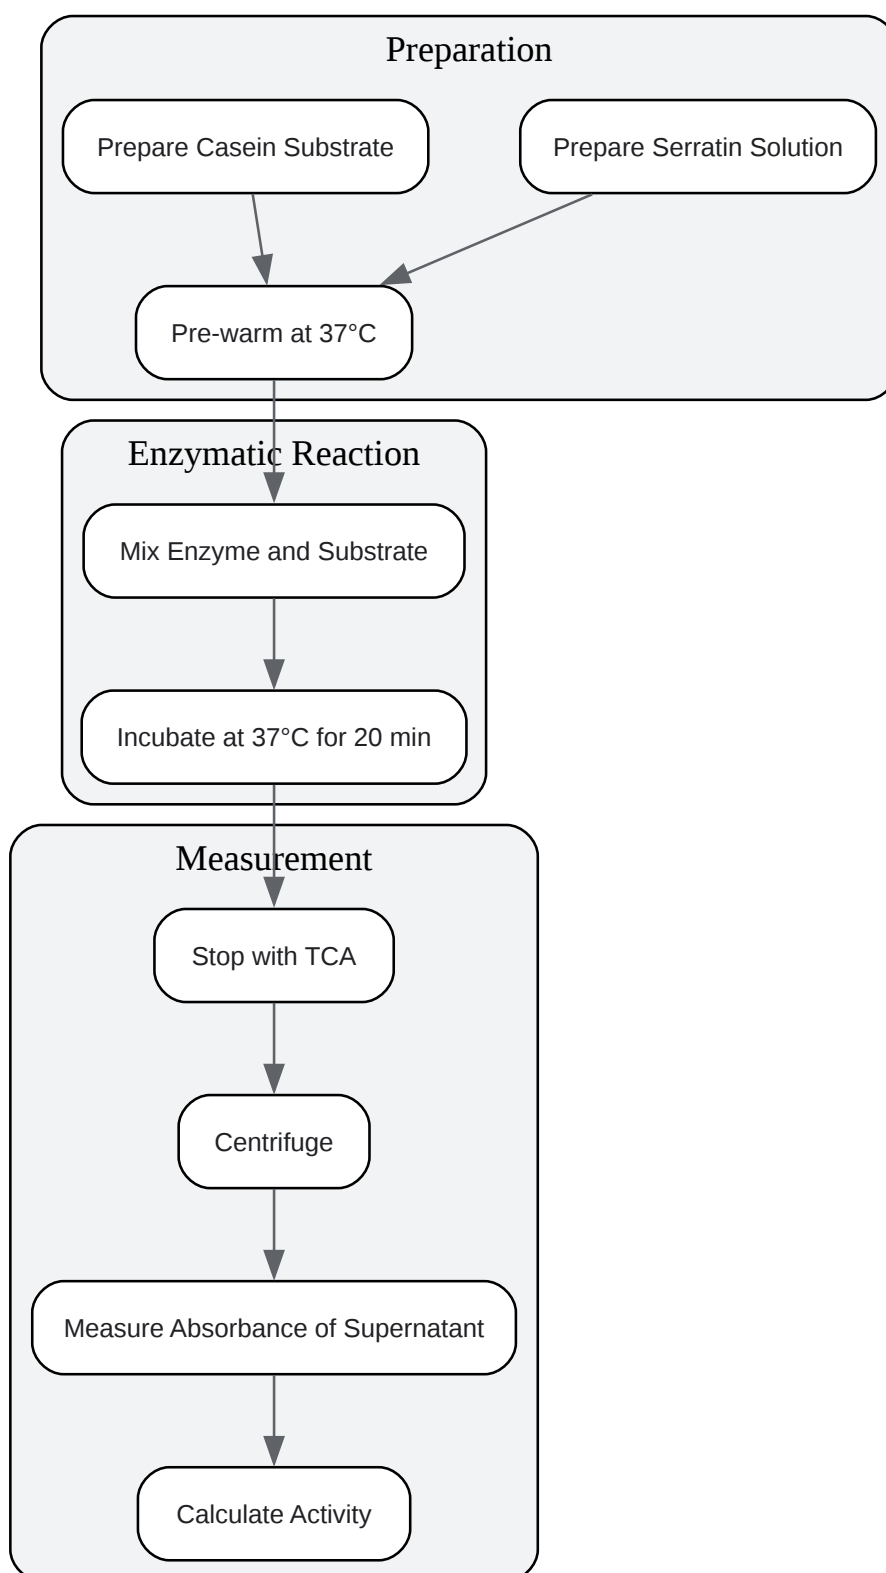 Preparation
Prepare Casein Substrate
Prepare Serratin Solution
Pre-warm at 37°C
Enzymatic Reaction
Mix Enzyme and Substrate
Incubate at 37°C for 20 min
Measurement
Stop with TCA
Centrifuge
Measure Absorbance of Supernatant
Calculate Activity